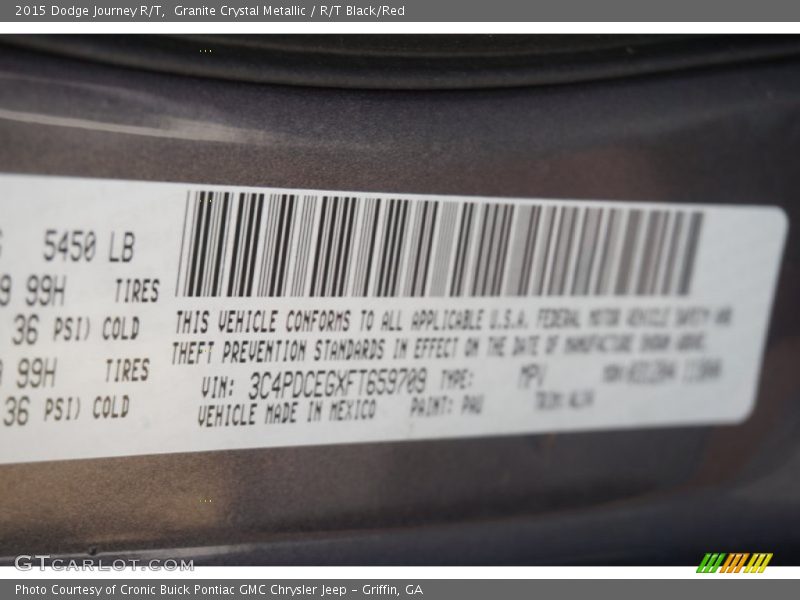 2015 Dodge Journey R/T, Granite Crystal Metallic / R/T Black/Red
5450 LB
99H TIRES
36 PSI) COLD
99H TIRES
36 PSI) COLD
THIS VEHICLE CONFORMS TO ALL APPLICABLE U.S.A. FEDERAL MOTOR VEHICLE SAFETY AND
THEFT PREVENTION STANDARDS IN EFFECT ON THE DATE OF MANUFACTURE SHOWN ABOVE.
VIN: 3C4PDCEGXFT659709 TYPE: MPV
VEHICLE MADE IN MEXICO PAINT: PAU
GTCARLOT.COM
Photo Courtesy of Cronic Buick Pontiac GMC Chrysler Jeep - Griffin, GA